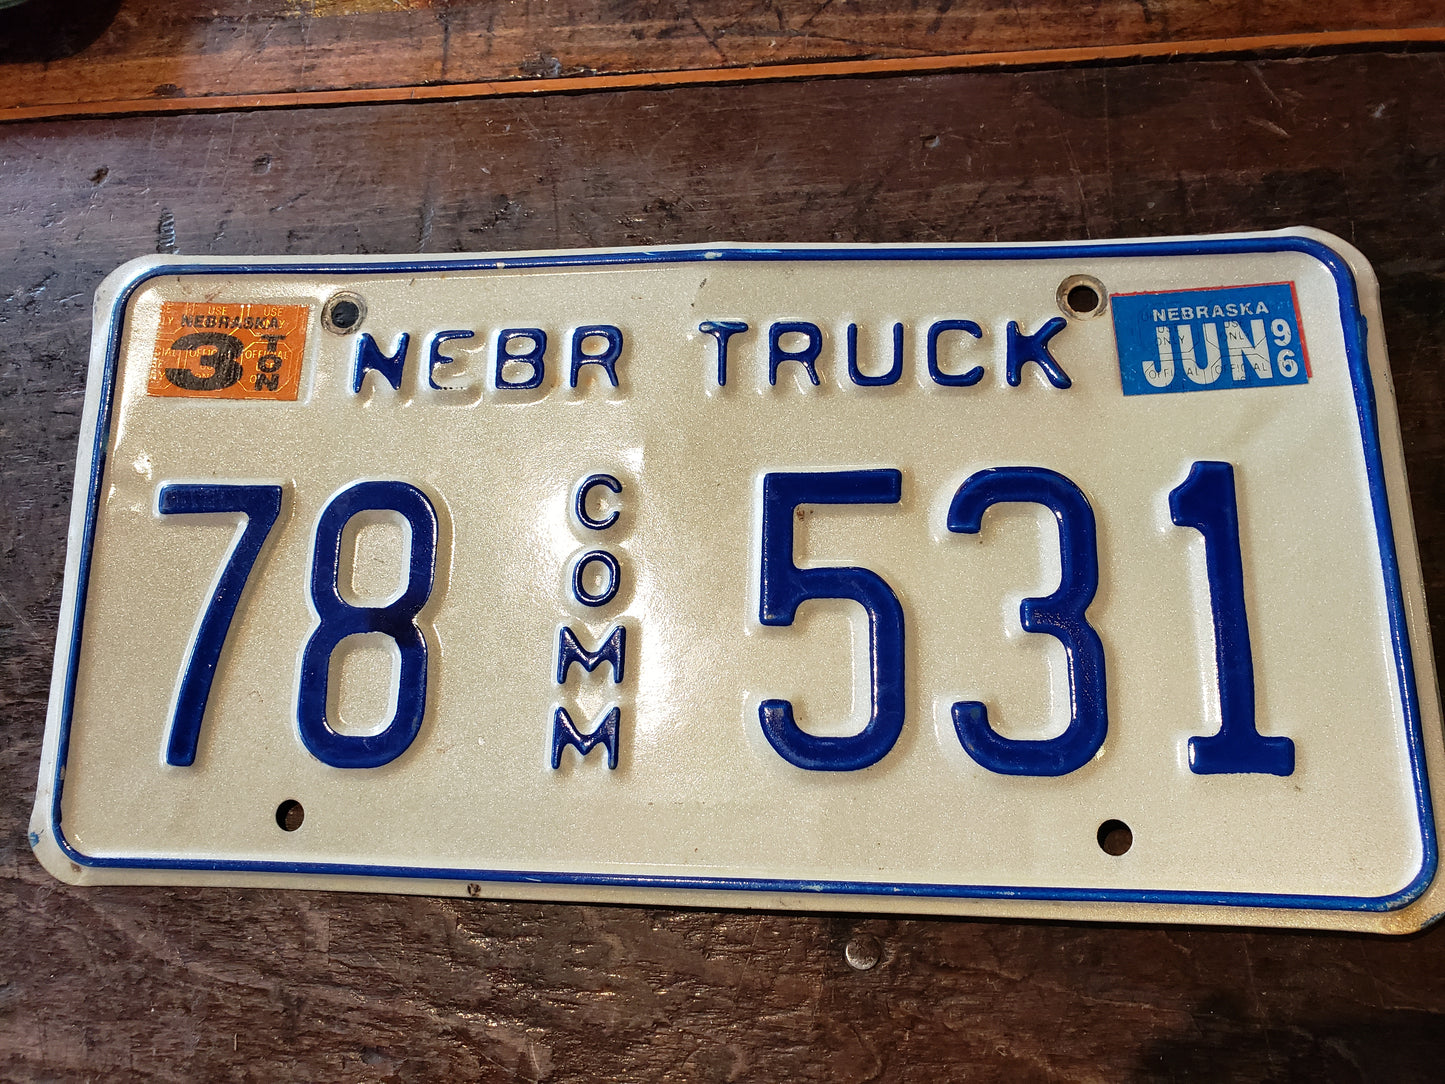 NEBRASKA
3 TON
NEBR TRUCK
NEBRASKA
JUN 96
78 COMM 531